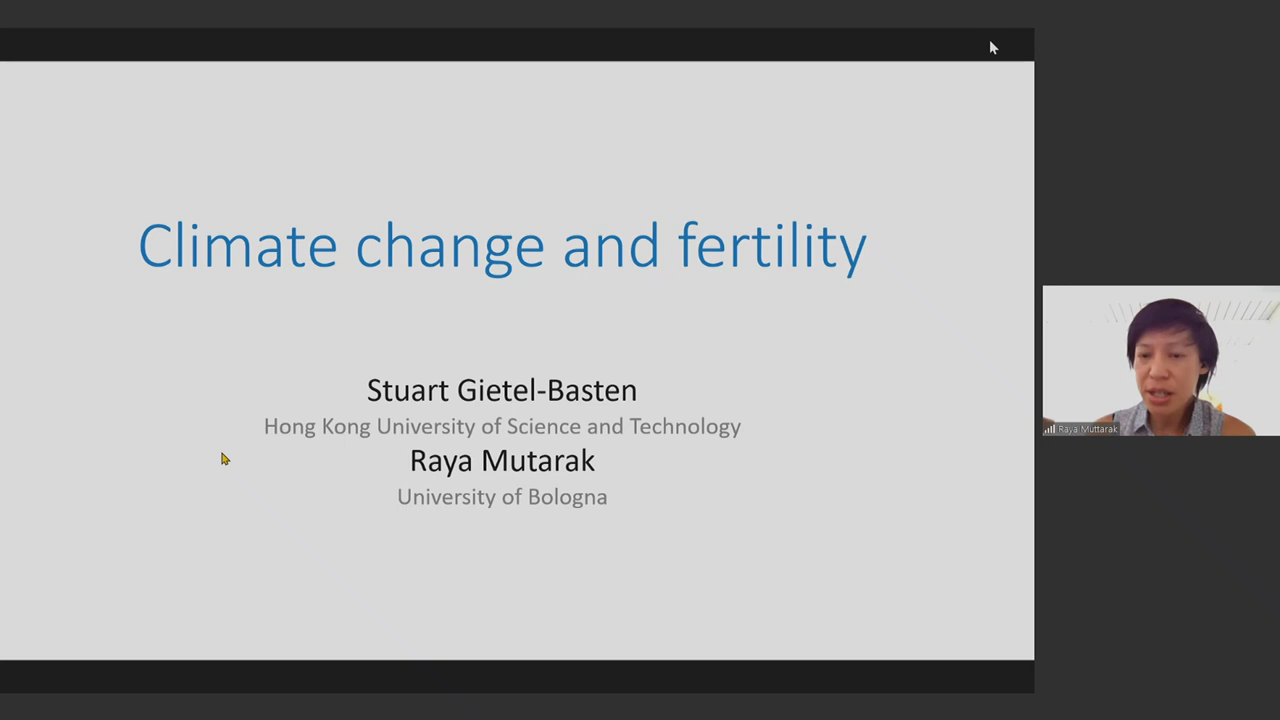 Climate change and fertility
Stuart Gietel-Basten
Hong Kong University of Science and Technology
Raya Mutarak
University of Bologna
Raya Muttarak